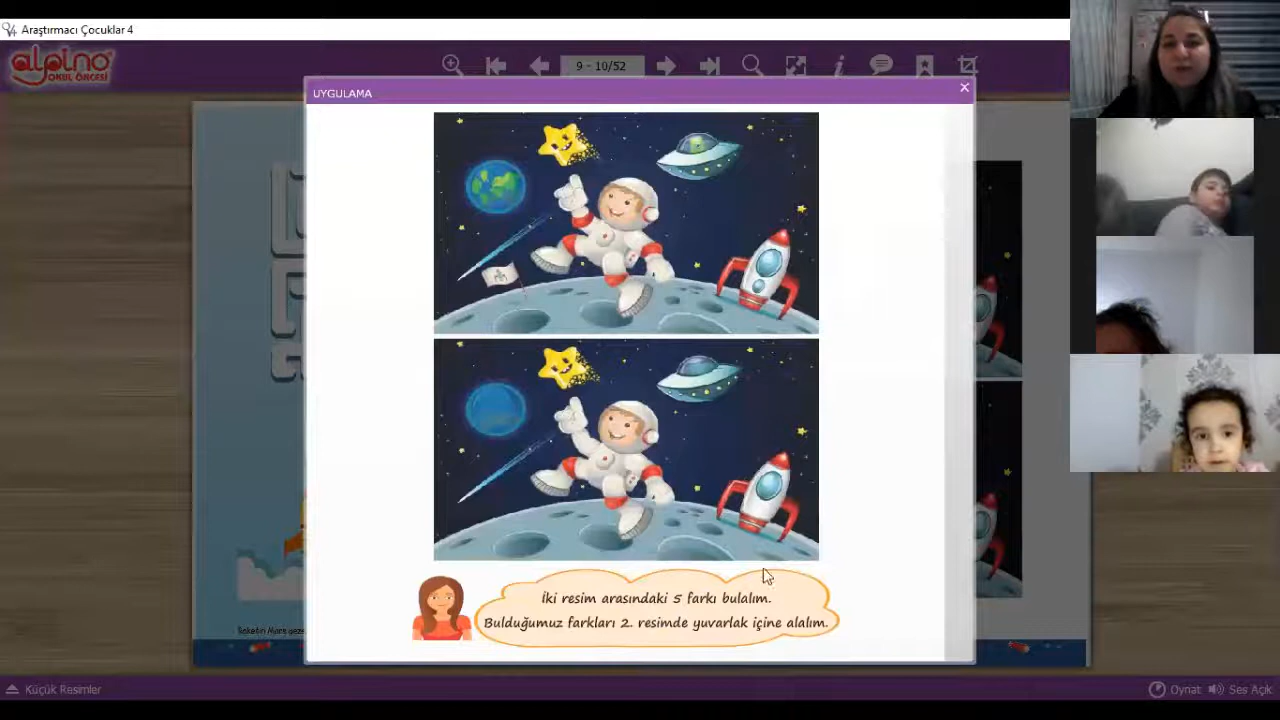 Araştırmacı Çocuklar 4
alpino
OKUL ÖNCESİ
9 - 10/52
UYGULAMA
İki resim arasındaki 5 farkı bulalım.
Bulduğumuz farkları 2. resimde yuvarlak içine alalım.
Küçük Resimler
Oynat
Ses Açık